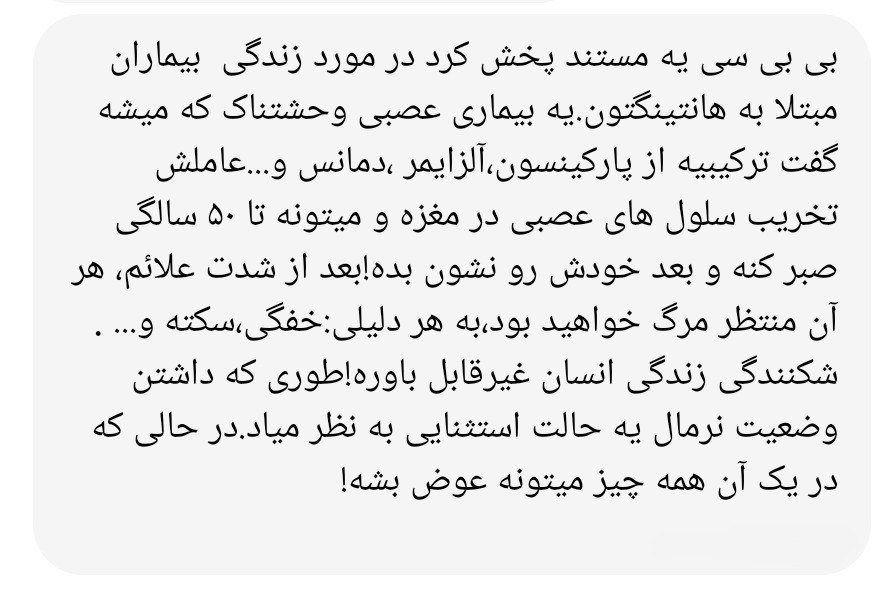 بی بی سی یه مستند پخش کرد در مورد زندگی  بیماران
مبتلا به هانتینگتون.یه بیماری عصبی وحشتناک که میشه
گفت ترکیبیه از پارکینسون،آلزایمر ،دمانس و...عاملش
تخریب سلول های عصبی در مغزه و میتونه تا ۵۰ سالگی
صبر کنه و بعد خودش رو نشون بده!بعد از شدت علائم، هر
آن منتظر مرگ خواهید بود،به هر دلیلی:خفگی،سکته و... .
شکنندگی زندگی انسان غیرقابل باوره!طوری که داشتن
وضعیت نرمال یه حالت استثنایی به نظر میاد.در حالی که
در یک آن همه چیز میتونه عوض بشه!